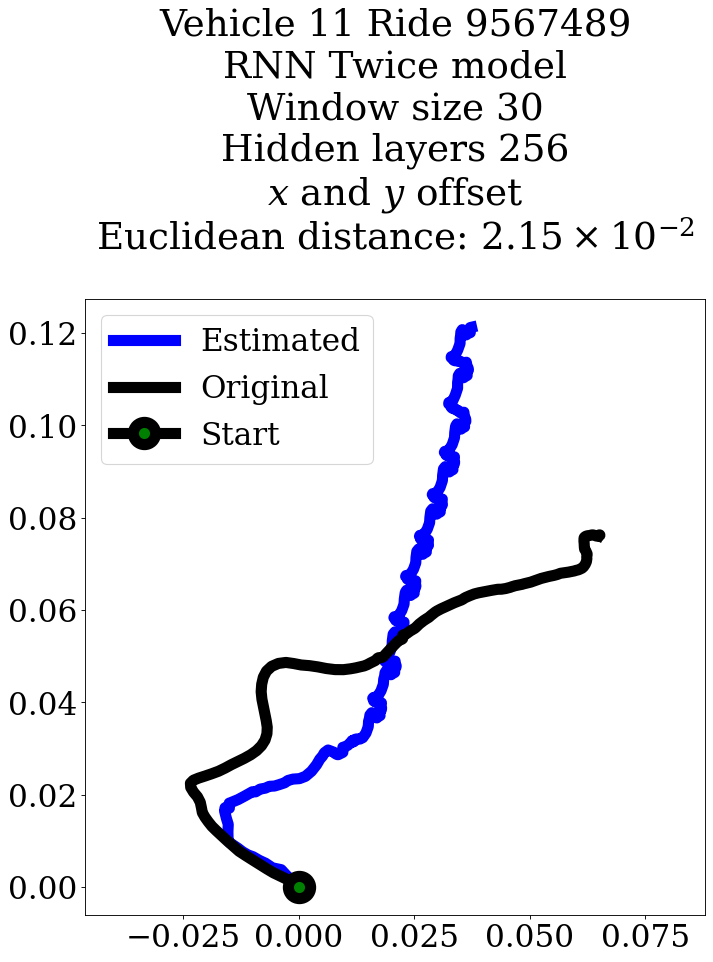 Vehicle 11 Ride 9567489
RNN Twice model
Window size 30
Hidden layers 256
x and y offset
Euclidean distance: 2.15 × 10⁻²
Estimated
Original
Start
0.12
0.10
0.08
0.06
0.04
0.02
0.00
−0.025 0.000 0.025 0.050 0.075